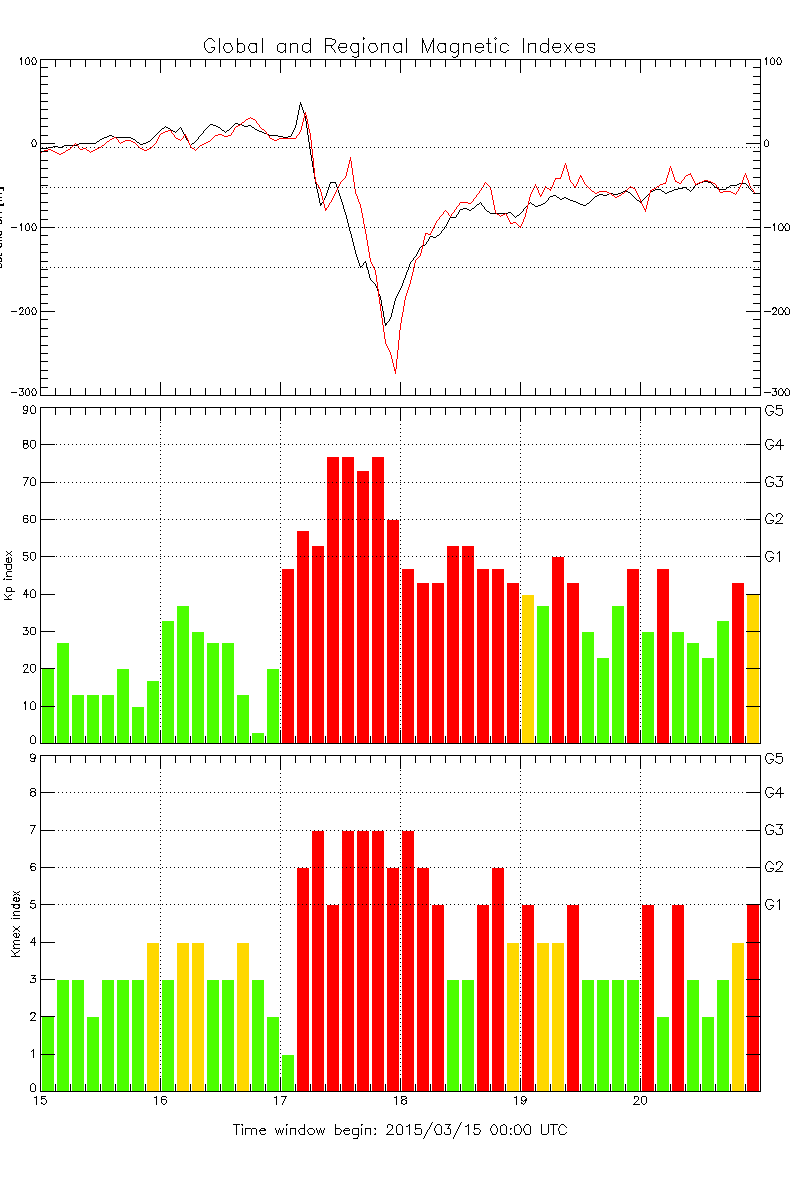 Global and Regional Magnetic Indexes
100 100
0 0
-100 -100
-200 -200
-300 -300
90 G5
80 G4
70 G3
60 G2
50 G1
40
30
20
10
0
Kp index
9 G5
8 G4
7 G3
6 G2
5 G1
4
3
2
1
0
Kmex index
15 16 17 18 19 20
Time window begin: 2015/03/15 00:00 UTC